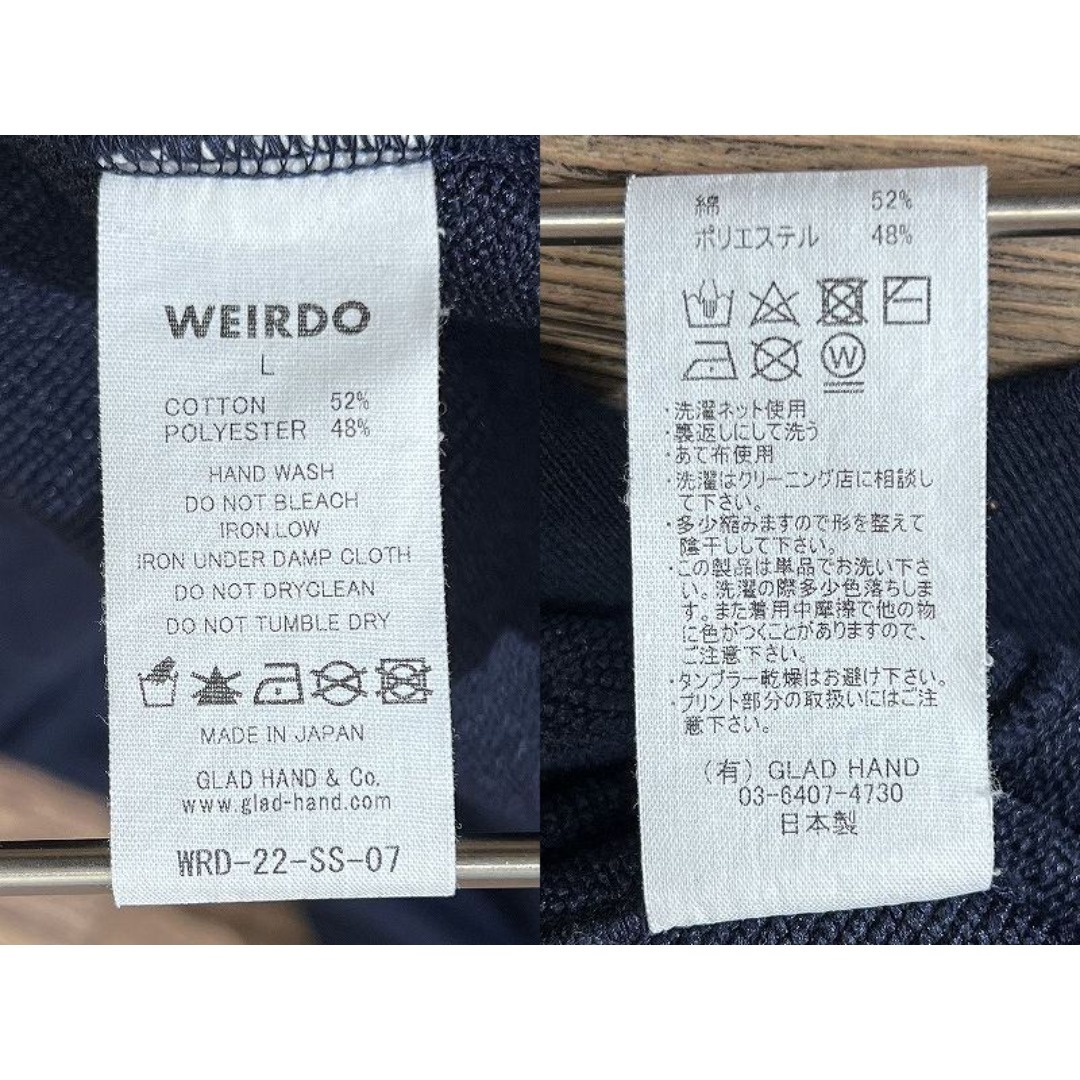 WEIRDO
L
COTTON 52%
POLYESTER 48%
HAND WASH
DO NOT BLEACH
IRON LOW
IRON UNDER DAMP CLOTH
DO NOT DRYCLEAN
DO NOT TUMBLE DRY
MADE IN JAPAN
GLAD HAND & Co.
www.glad-hand.com
WRD-22-SS-07
綿 52%
ポリエステル 48%
W
・洗濯ネット使用
・裏返しにして洗う
・あて布使用
・洗濯はクリーニング店に相談し
て下さい。
・多少縮みますので形を整えて
陰干しして下さい。
・この製品は単品でお洗い下さ
い。洗濯の際多少色落ちしま
す。また着用中摩擦で他の物
に色がつくことがありますので、
ご注意下さい。
・タンブラー乾燥はお避け下さい。
・プリント部分の取扱いにはご注
意下さい。
(有) GLAD HAND
03-6407-4730
日本製